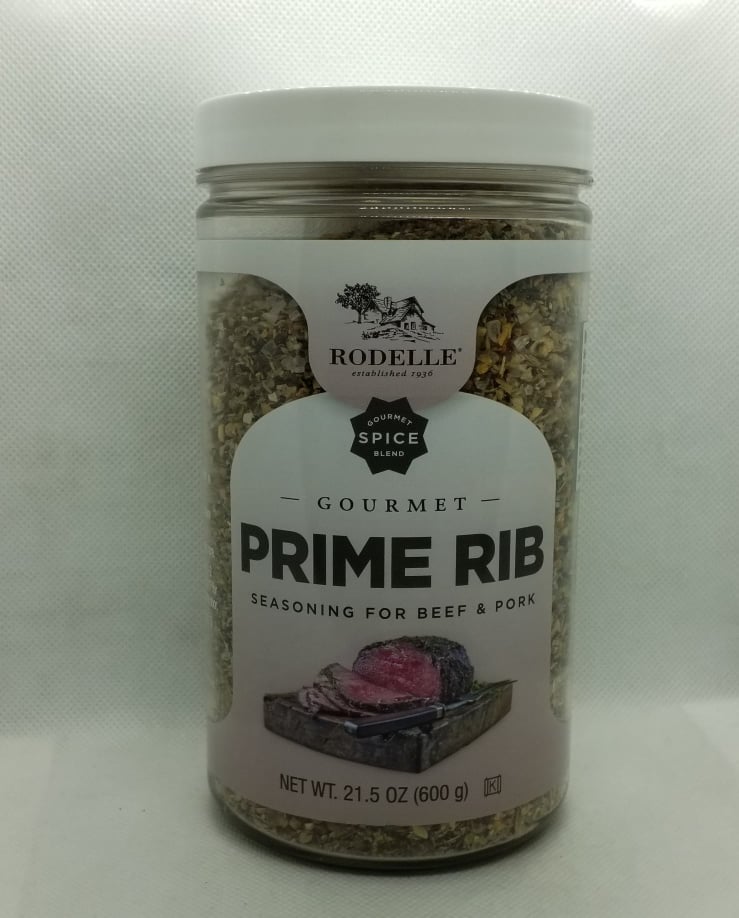 RODELLE®
established 1936
GOURMET
SPICE
BLEND
GOURMET
PRIME RIB
SEASONING FOR BEEF & PORK
NET WT. 21.5 OZ (600 g) K